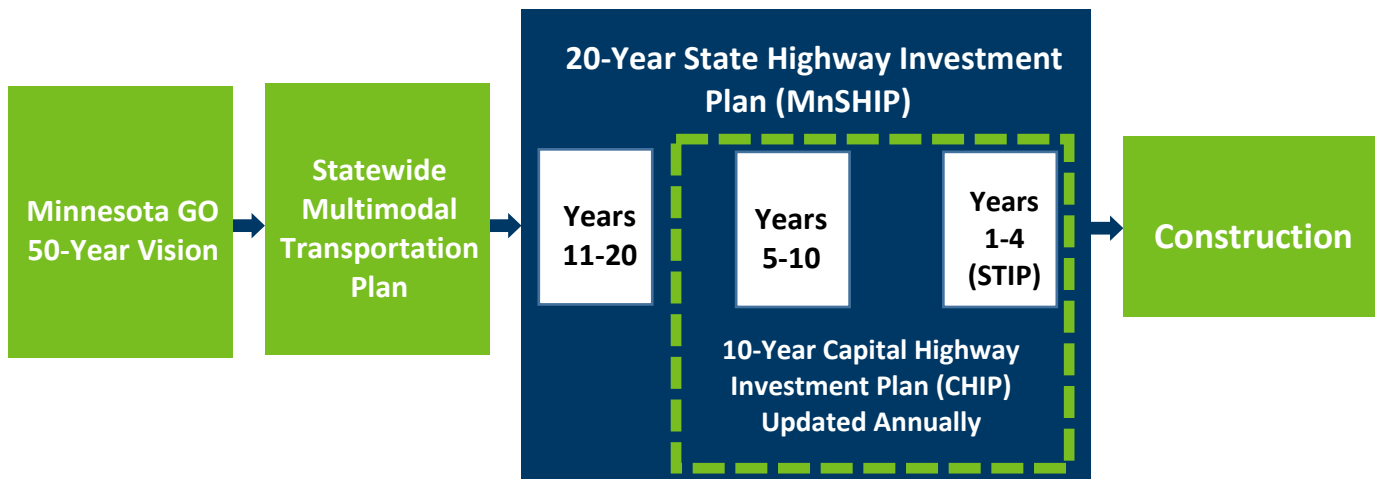 Minnesota GO
50-Year Vision
Statewide
Multimodal
Transportation
Plan
20-Year State Highway Investment
Plan (MnSHIP)
Years
11-20
Years
5-10
Years
1-4
(STIP)
10-Year Capital Highway
Investment Plan (CHIP)
Updated Annually
Construction